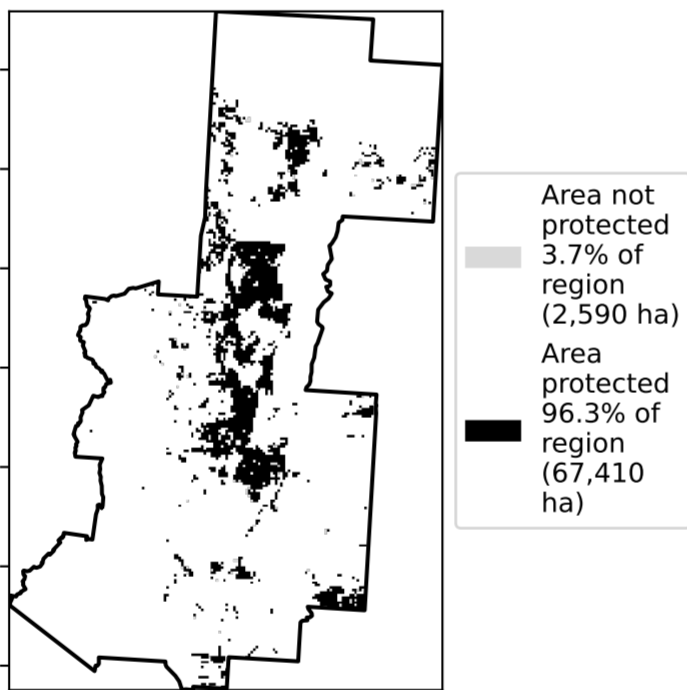 Area not
protected
3.7% of
region
(2,590 ha)
Area
protected
96.3% of
region
(67,410
ha)